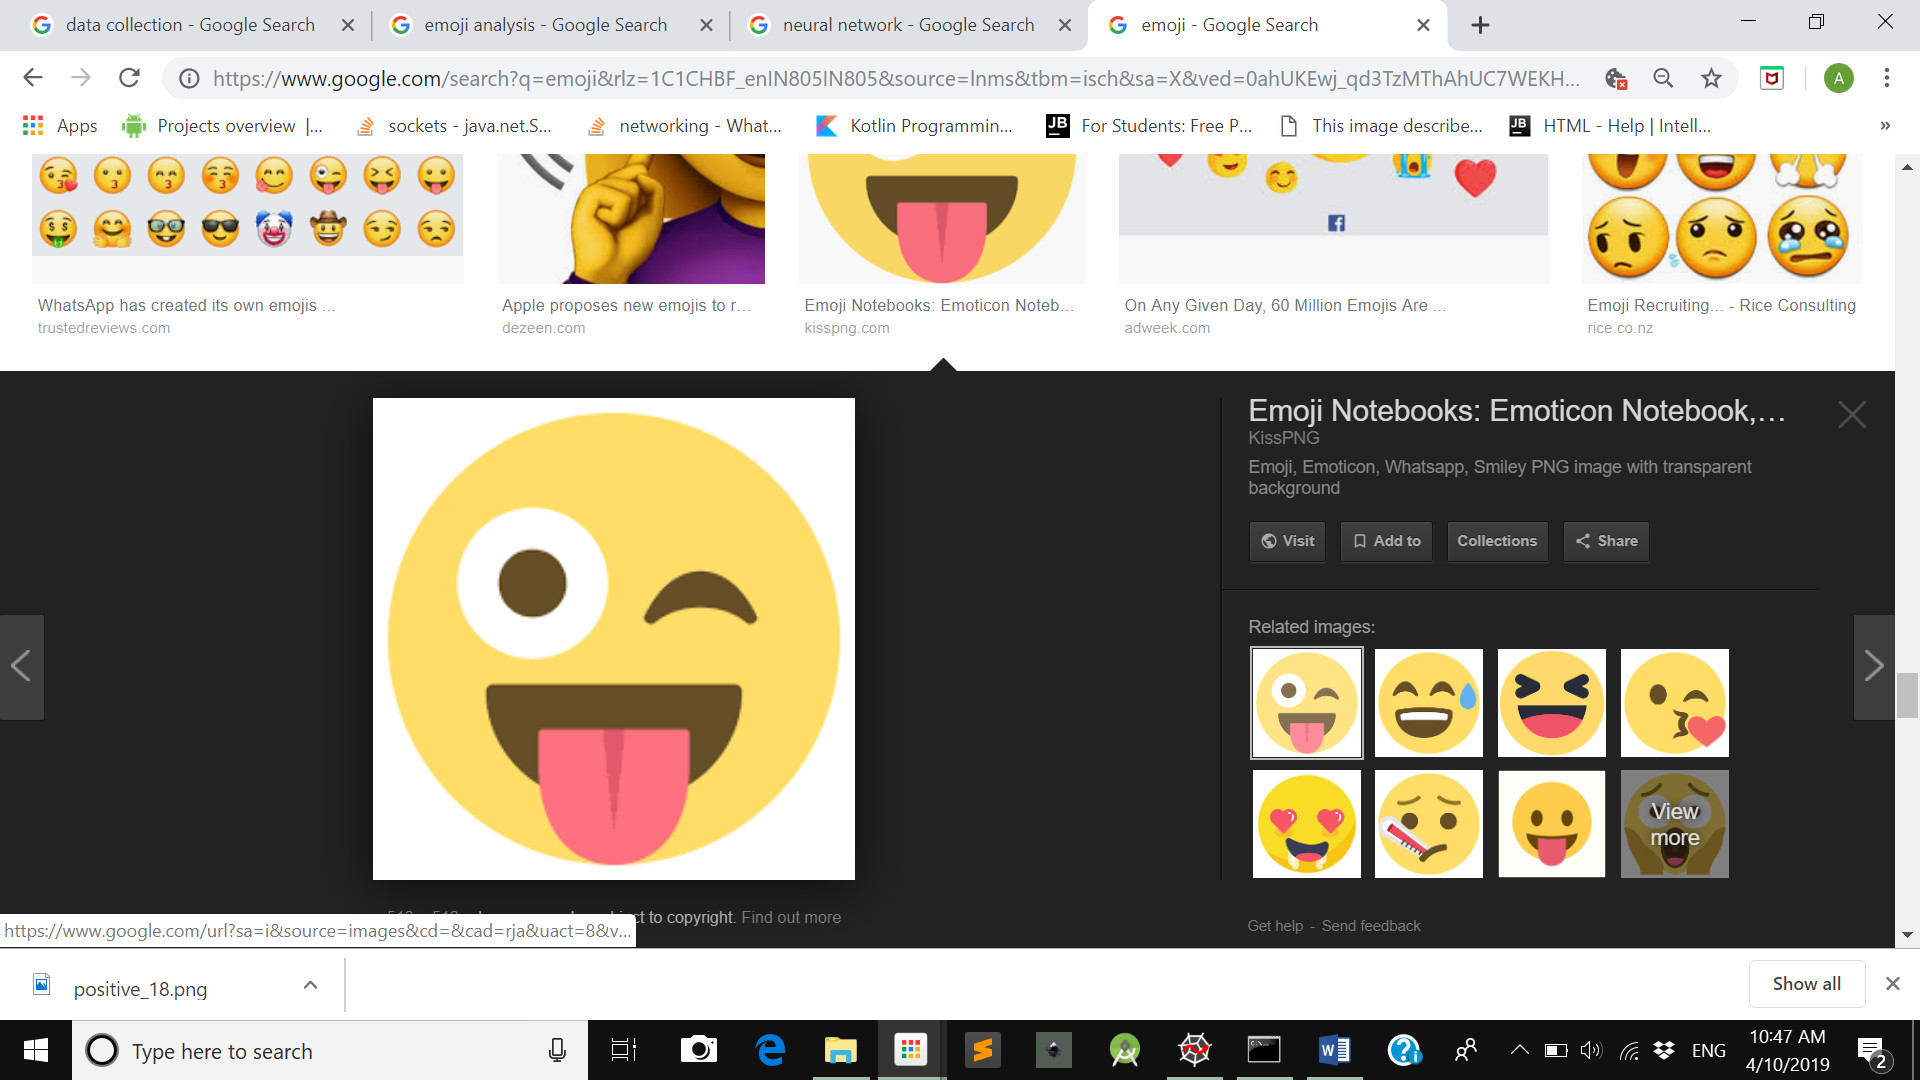 data collection - Google Search
emoji analysis - Google Search
neural network - Google Search
emoji - Google Search
https://www.google.com/search?q=emoji&rlz=1C1CHBF_enIN805IN805&source=lnms&tbm=isch&sa=X&ved=0ahUKEwj_qd3TzMThAhUC7WEKH...
A
Apps
Projects overview |...
sockets - java.net.S...
networking - What...
Kotlin Programmin...
For Students: Free P...
This image describe...
HTML - Help | Intell...
»
WhatsApp has created its own emojis ...
trustedreviews.com
Apple proposes new emojis to r...
dezeen.com
Emoji Notebooks: Emoticon Noteb...
kisspng.com
On Any Given Day, 60 Million Emojis Are ...
adweek.com
Emoji Recruiting... - Rice Consulting
rice.co.nz
Emoji Notebooks: Emoticon Notebook,...
KissPNG
Emoji, Emoticon, Whatsapp, Smiley PNG image with transparent
background
Visit
Add to
Collections
Share
Related images:
View
more
to copyright. Find out more
Get help - Send feedback
https://www.google.com/url?sa=i&source=images&cd=&cad=rja&uact=8&v...
positive_18.png
Show all
Type here to search
ENG
10:47 AM
4/10/2019
2